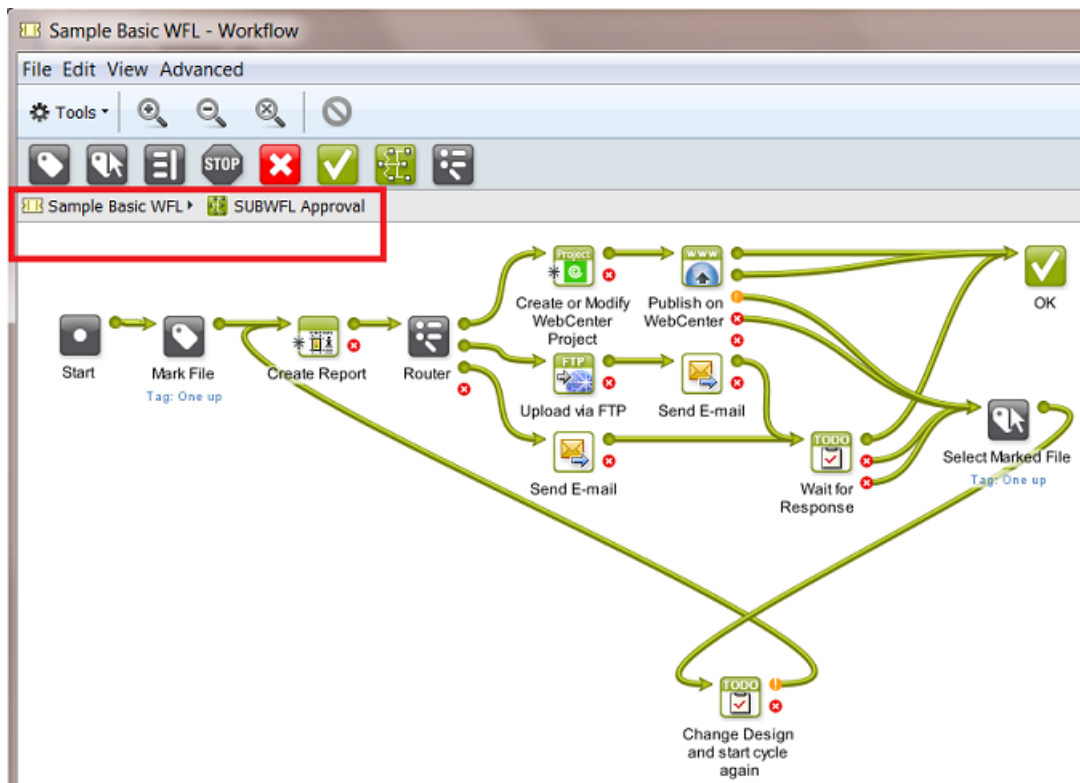 Sample Basic WFL - Workflow
File Edit View Advanced
Tools
STOP
Sample Basic WFL SUBWFL Approval
Project
Create or Modify
WebCenter
Project
WWW
Publish on
WebCenter
OK
Start
Mark File
Tag: One up
Create Report
Router
FTP
Upload via FTP
Send E-mail
Send E-mail
TODO
Wait for
Response
Select Marked File
Tag: One up
TODO
Change Design
and start cycle
again